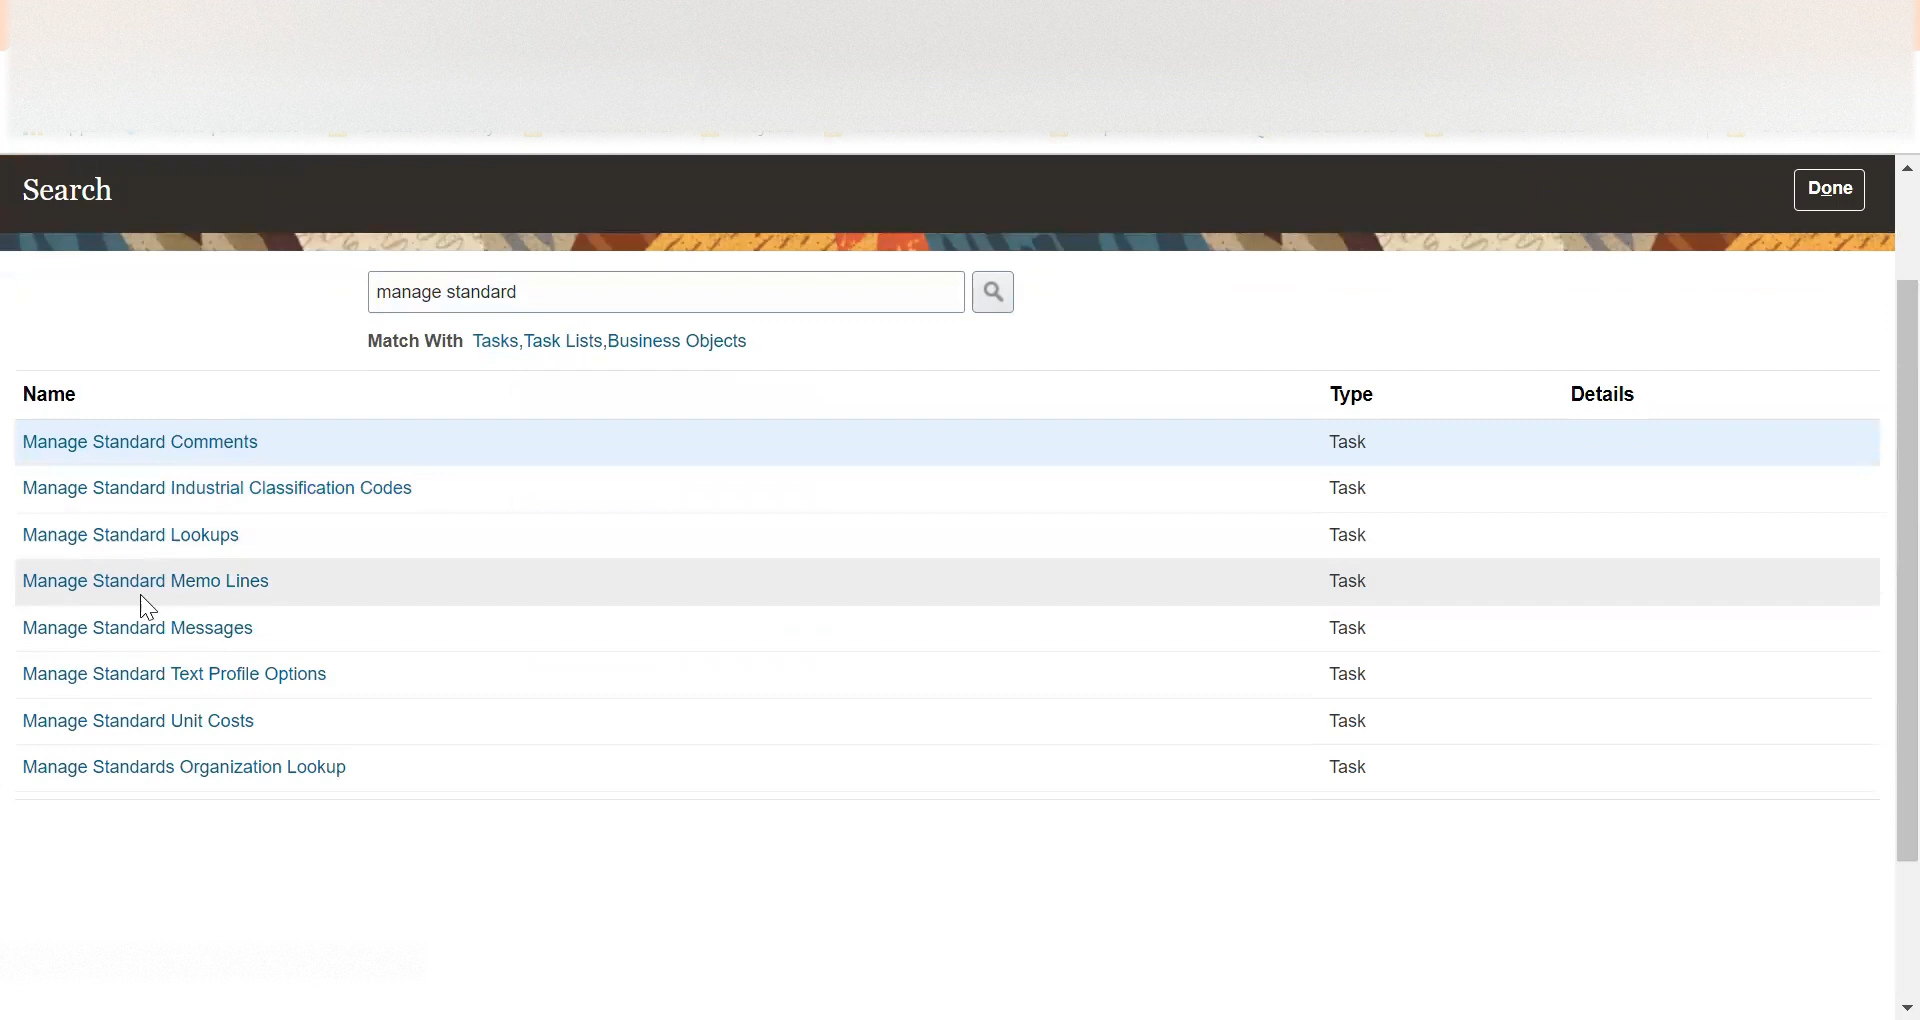 Search
Done
manage standard
Match With Tasks,Task Lists,Business Objects
Name Type Details
Manage Standard Comments Task
Manage Standard Industrial Classification Codes Task
Manage Standard Lookups Task
Manage Standard Memo Lines Task
Manage Standard Messages Task
Manage Standard Text Profile Options Task
Manage Standard Unit Costs Task
Manage Standards Organization Lookup Task